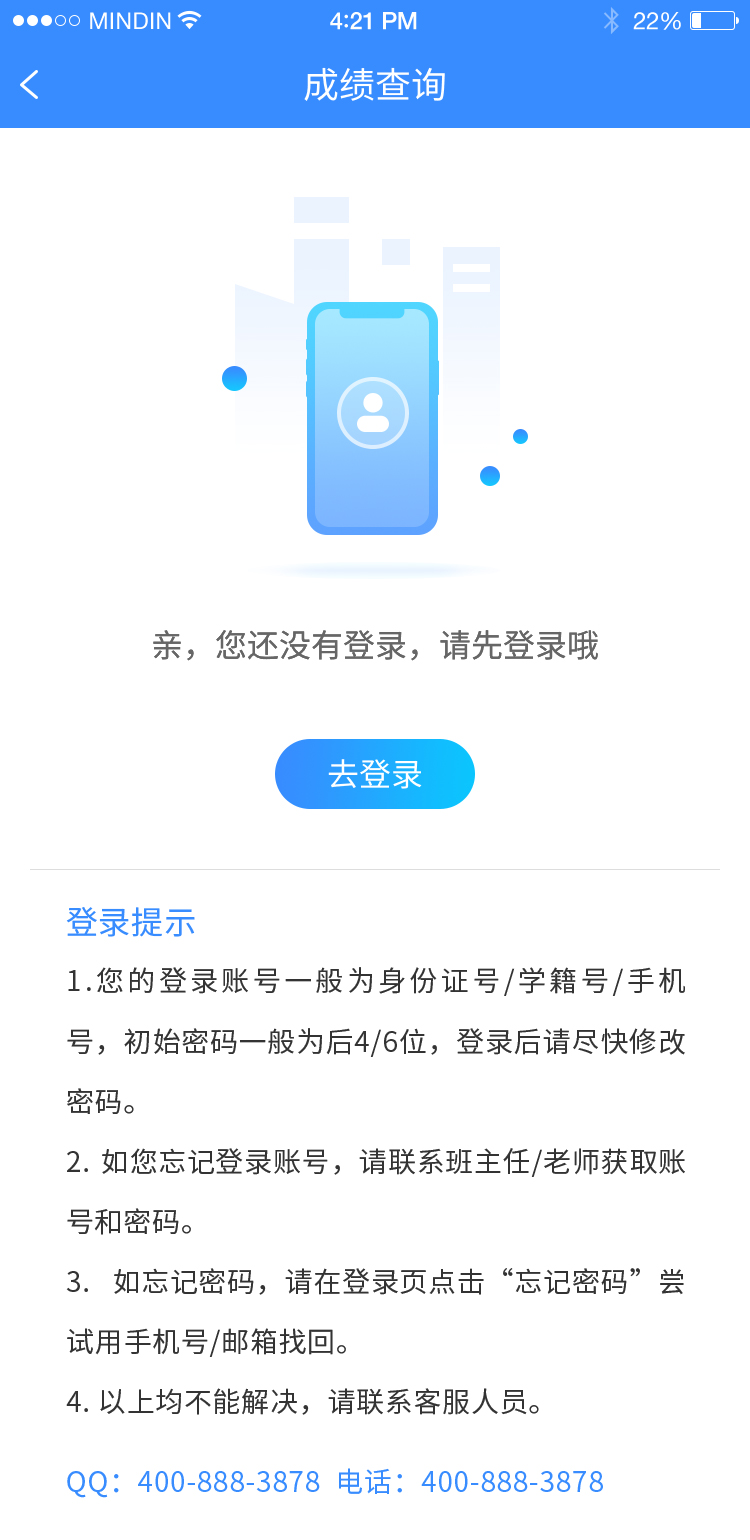 MINDIN 4:21 PM 22%
成绩查询
亲，您还没有登录，请先登录哦
去登录
登录提示
1.您的登录账号一般为身份证号/学籍号/手机
号，初始密码一般为后4/6位，登录后请尽快修改
密码。
2. 如您忘记登录账号，请联系班主任/老师获取账
号和密码。
3. 如忘记密码，请在登录页点击“忘记密码”尝
试用手机号/邮箱找回。
4. 以上均不能解决，请联系客服人员。
QQ：400-888-3878 电话：400-888-3878